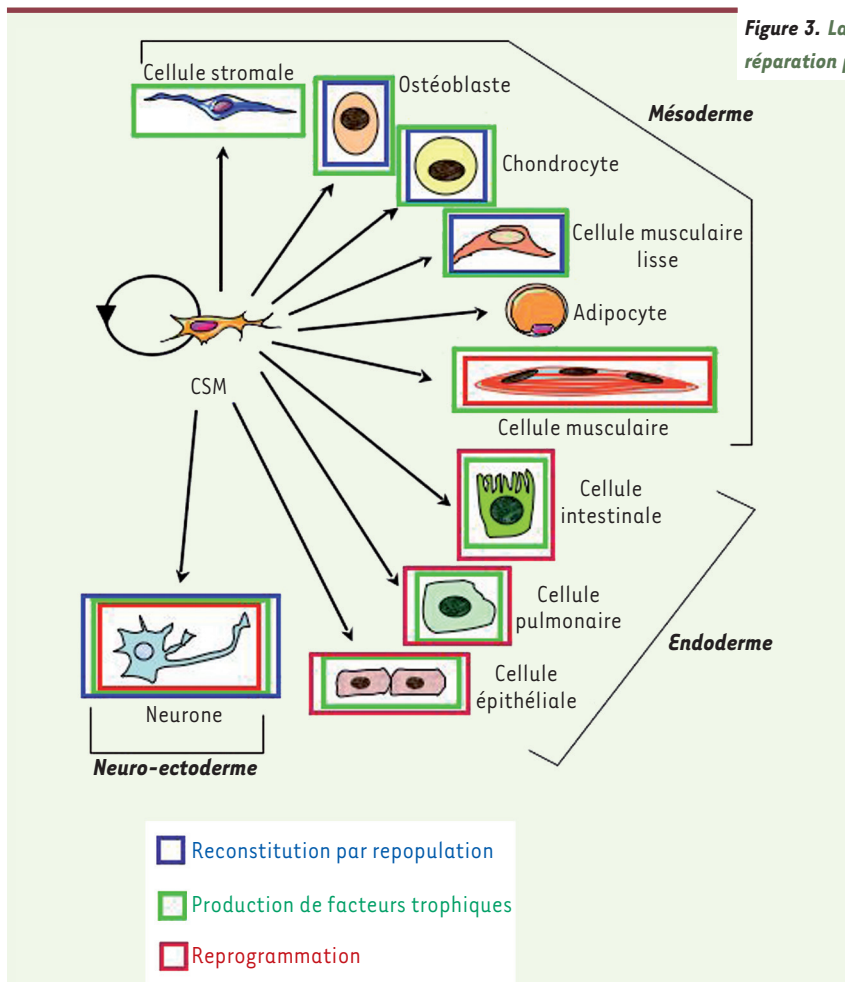 Figure 3. La
réparation p
Cellule stromale
Ostéoblaste
Mésoderme
Chondrocyte
Cellule musculaire
lisse
Adipocyte
CSM
Cellule musculaire
Cellule
intestinale
Cellule
pulmonaire
Endoderme
Cellule
épithéliale
Neurone
Neuro-ectoderme
Reconstitution par repopulation
Production de facteurs trophiques
Reprogrammation